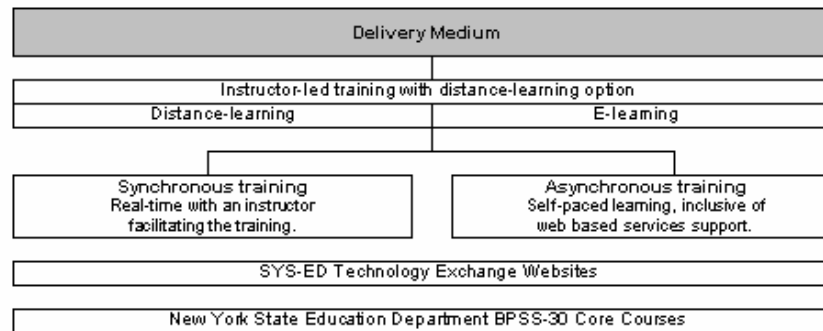 Delivery Medium
Instructor-led training with distance-learning option
Distance-learning
E-learning
Synchronous training
Real-time with an instructor
facilitating the training.
Asynchronous training
Self-paced learning, inclusive of
web based services support.
SYS-ED Technology Exchange Websites
New York State Education Department BPSS-30 Core Courses